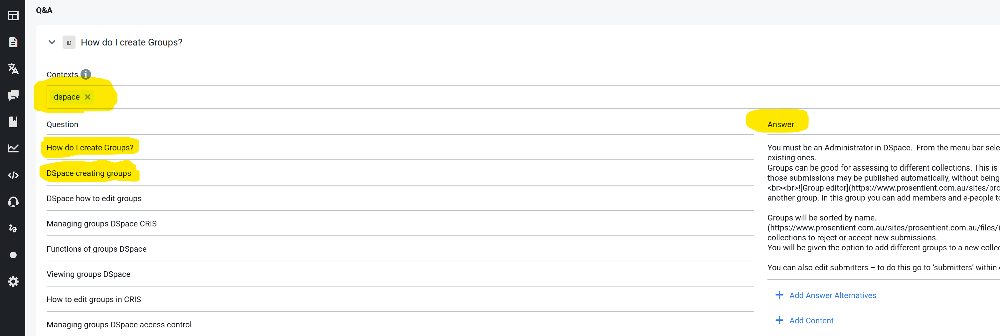 Q&A
ID How do I create Groups?
Contexts i
dspace ×
Question
Answer
How do I create Groups?
DSpace creating groups
DSpace how to edit groups
Managing groups DSpace CRIS
Functions of groups DSpace
Viewing groups DSpace
How to edit groups in CRIS
Managing groups DSpace access control
You must be an Administrator in DSpace. From the menu bar sele
existing ones.
Groups can be good for assessing to different collections. This is
those submissions may be published automatically, without being
<br><br>![Group editor](https://www.prosentient.com.au/sites/pro
another group. In this group you can add members and e-people to
Groups will be sorted by name.
(https://www.prosentient.com.au/sites/prosentient.com.au/files/i
collections to reject or accept new submissions.
You will be given the option to add different groups to a new collec
You can also edit submitters – to do this go to ‘submitters’ within
+ Add Answer Alternatives
+ Add Content